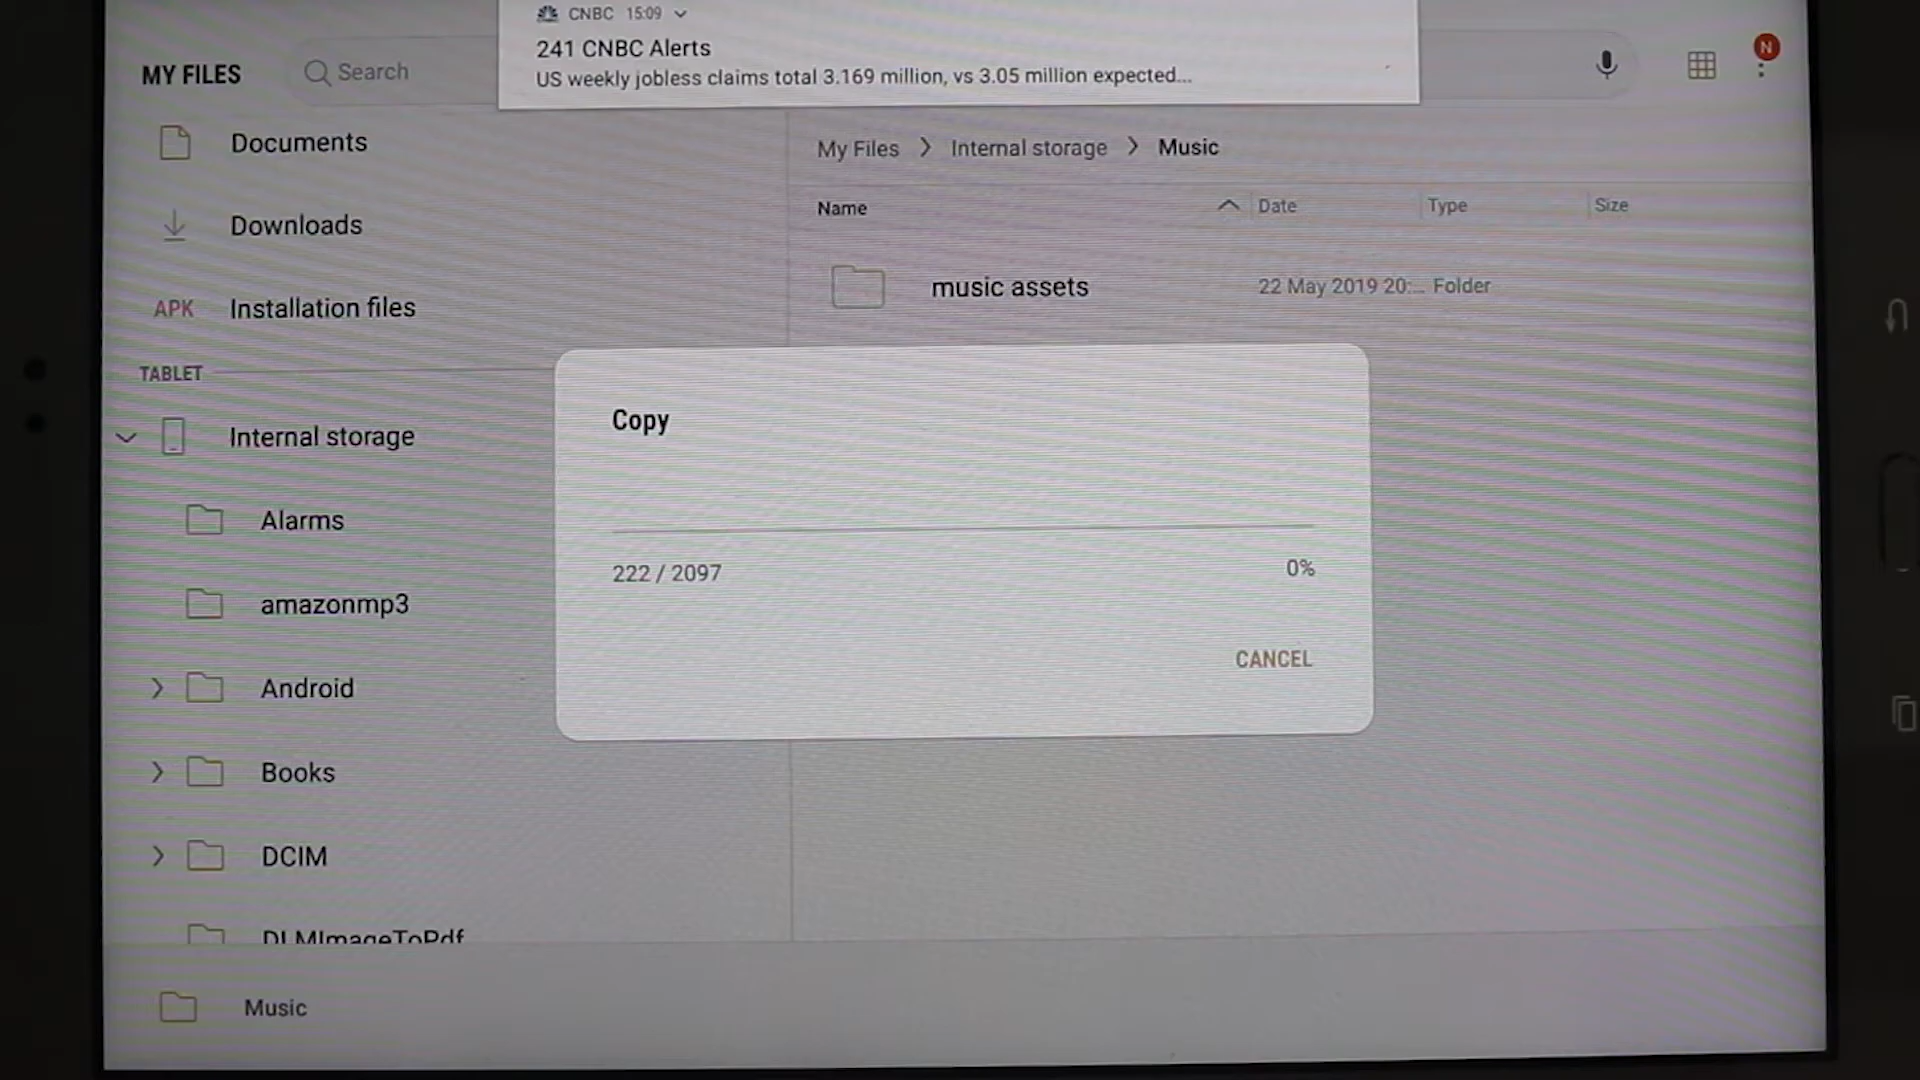 CNBC 15:09
241 CNBC Alerts
US weekly jobless claims total 3.169 million, vs 3.05 million expected...
MY FILES
Search
N
Documents
Downloads
APK Installation files
TABLET
Internal storage
Alarms
amazonmp3
Android
Books
DCIM
DLMImageToPdf
Music
My Files > Internal storage > Music
Name Date Type Size
music assets 22 May 2019 20:... Folder
Copy
222 / 2097 0%
CANCEL